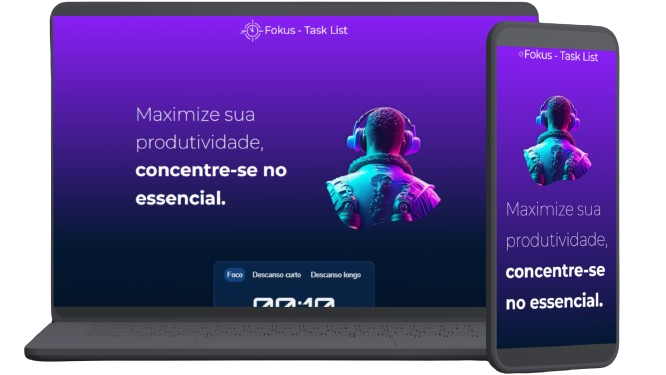 Fokus - Task List
Maximize sua
produtividade,
concentre-se no
essencial.
Foco Descanso curto Descanso longo
Fokus - Task List
Maximize sua
produtividade,
concentre-se
no essencial.